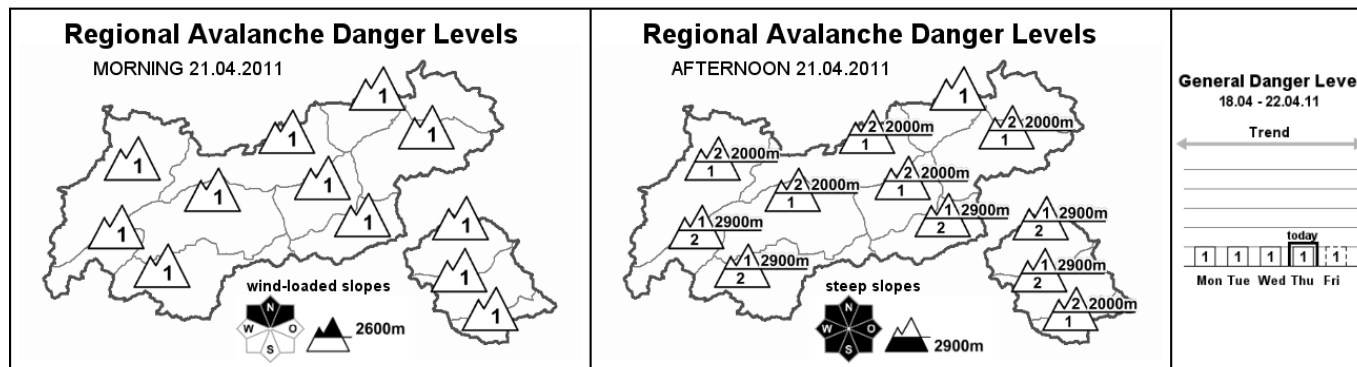 Regional Avalanche Danger Levels
MORNING 21.04.2011
1
1
1
1
1
1
1
1
1
1
1
1
wind-loaded slopes
N
W O
S
2600m
Regional Avalanche Danger Levels
AFTERNOON 21.04.2011
1
2 2000m
1
2 2000m
1
2 2000m
1
2 2000m
1
2 2000m
1
1 2900m
2
1 2900m
2
1 2900m
2
1 2900m
2
1 2900m
2
2 2000m
1
steep slopes
N
W O
S
2900m
General Danger Leve
18.04 - 22.04.11
Trend
today
1 1 1 1 1
Mon Tue Wed Thu Fri